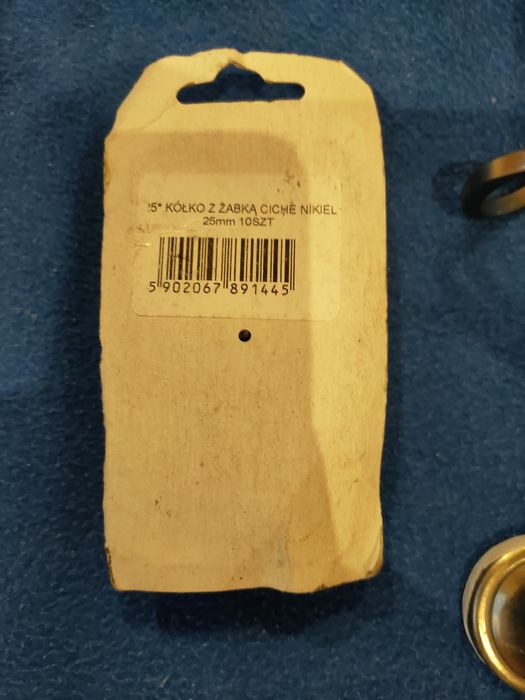 25* KÓŁKO Z ŻABKĄ CICHE NIKIEL
25mm 10SZT
5 902067 891445